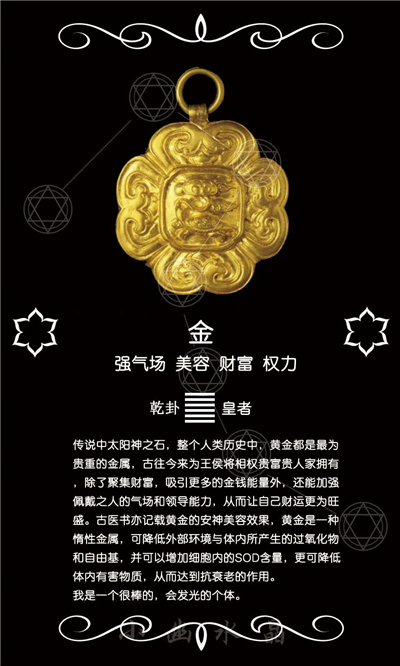 金
强气场 美容 财富 权力
乾卦 皇者
传说中太阳神之石，整个人类历史中，黄金都是最为
贵重的金属，古往今来为王侯将相权贵富贵人家拥有
，除了聚集财富，吸引更多的金钱能量外，还能加强
佩戴之人的气场和领导能力，从而让自己财运更为旺
盛。古医书亦记载黄金的安神美容效果，黄金是一种
惰性金属，可降低外部环境与体内所产生的过氧化物
和自由基，并可以增加细胞内的SOD含量，更可降低
体内有害物质，从而达到抗衰老的作用。
我是一个很棒的，会发光的个体。
小幽水晶